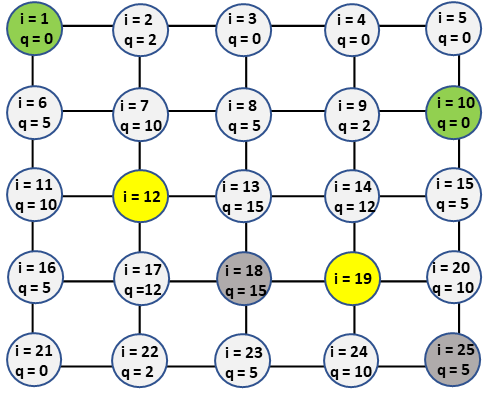 i = 1
q = 0
i = 2
q = 2
i = 3
q = 0
i = 4
q = 0
i = 5
q = 0
i = 6
q = 5
i = 7
q = 10
i = 8
q = 5
i = 9
q = 2
i = 10
q = 0
i = 11
q = 10
i = 12
i = 13
q = 15
i = 14
q = 12
i = 15
q = 5
i = 16
q = 5
i = 17
q =12
i = 18
q = 15
i = 19
i = 20
q = 10
i = 21
q = 0
i = 22
q = 2
i = 23
q = 5
i = 24
q = 10
i = 25
q = 5